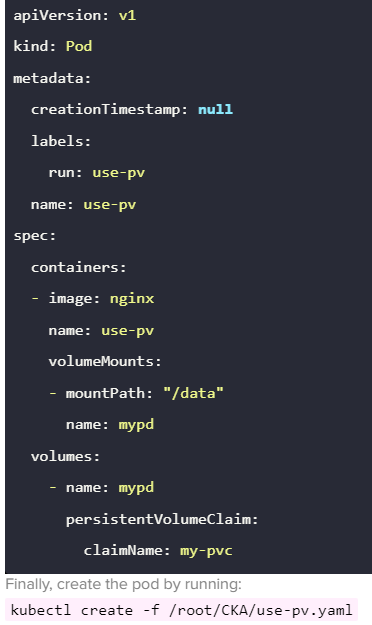 apiVersion: v1
kind: Pod
metadata:
  creationTimestamp: null
  labels:
    run: use-pv
  name: use-pv
spec:
  containers:
  - image: nginx
    name: use-pv
    volumeMounts:
    - mountPath: "/data"
      name: mypd
  volumes:
    - name: mypd
      persistentVolumeClaim:
        claimName: my-pvc
Finally, create the pod by running:
kubectl create -f /root/CKA/use-pv.yaml